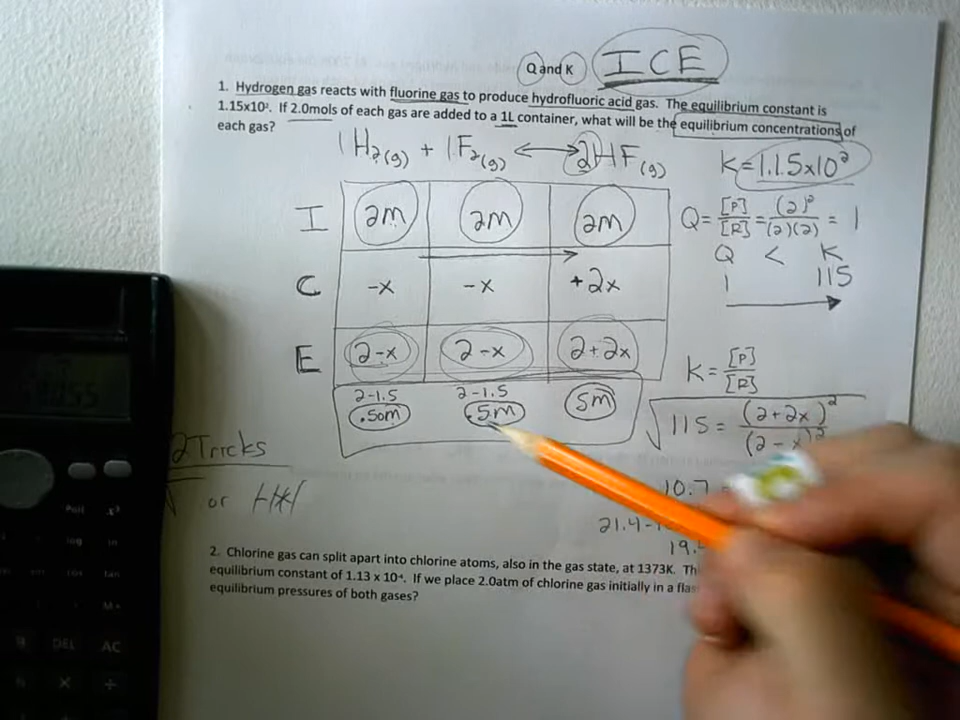 Q and K ICE
1. Hydrogen gas reacts with fluorine gas to produce hydrofluoric acid gas. The equilibrium constant is
1.15x10². If 2.0mols of each gas are added to a 1L container, what will be the equilibrium concentrations of
each gas?
1H₂(g) + 1F₂(g) ⟷ 2HF(g)
K = 1.15x10²
I 2m 2m 2m
Q = [P]/[R] = (2)²/(2)(2) = 1
Q < K
1 115
C -x -x +2x
E 2-x 2-x 2+2x
K = [P]/[R]
2-1.5 2-1.5
.50m .5m 5m
√115 = (2+2x)²/(2-x)²
2 Tricks
10.7
√ or
21.4-
19.
2. Chlorine gas can split apart into chlorine atoms, also in the gas state, at 1373K.
equilibrium constant of 1.13 x 10⁻⁴. If we place 2.0atm of chlorine gas initially in a
equilibrium pressures of both gases?
log ln
tan
M+
DEL AC
× ÷